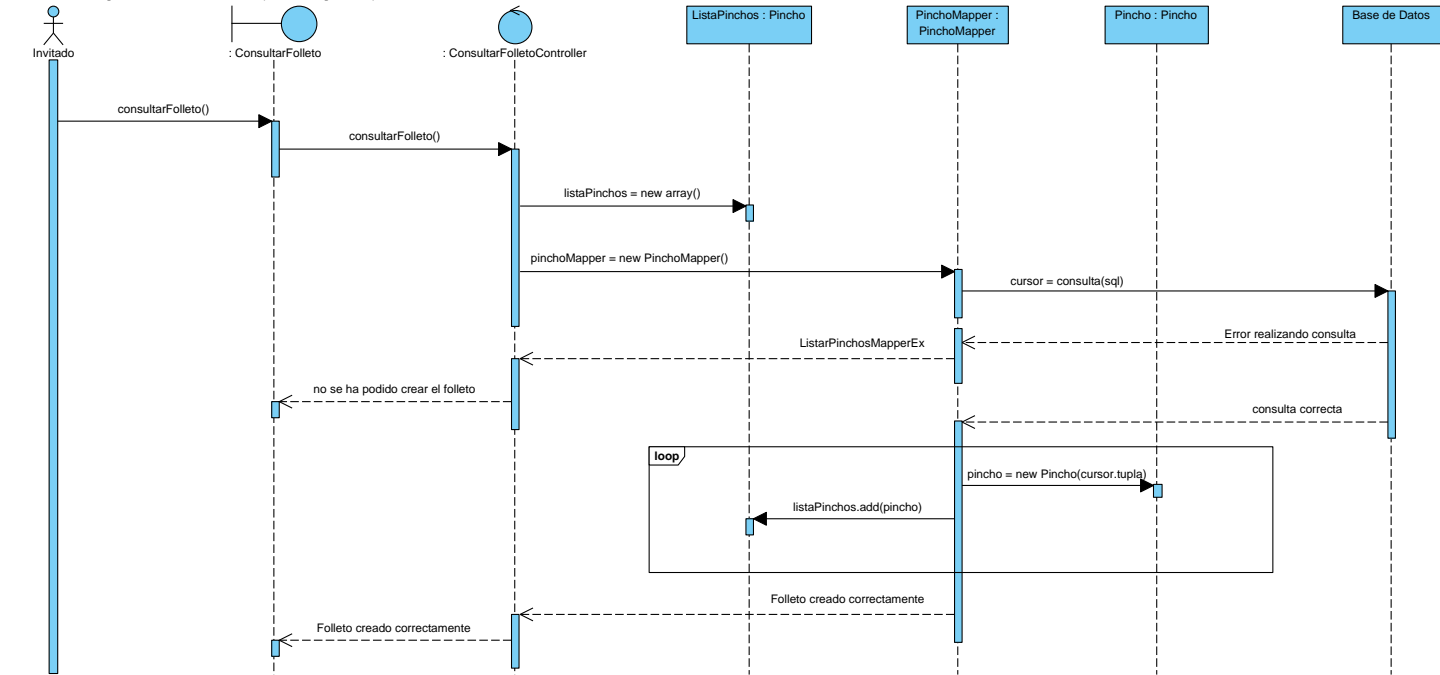 ListaPinchos : Pincho
PinchoMapper :
PinchoMapper
Pincho : Pincho
Base de Datos
Invitado
: ConsultarFolleto
: ConsultarFolletoController
consultarFolleto()
consultarFolleto()
listaPinchos = new array()
pinchoMapper = new PinchoMapper()
cursor = consulta(sql)
Error realizando consulta
ListarPinchosMapperEx
no se ha podido crear el folleto
consulta correcta
loop
pincho = new Pincho(cursor.tupla)
listaPinchos.add(pincho)
Folleto creado correctamente
Folleto creado correctamente